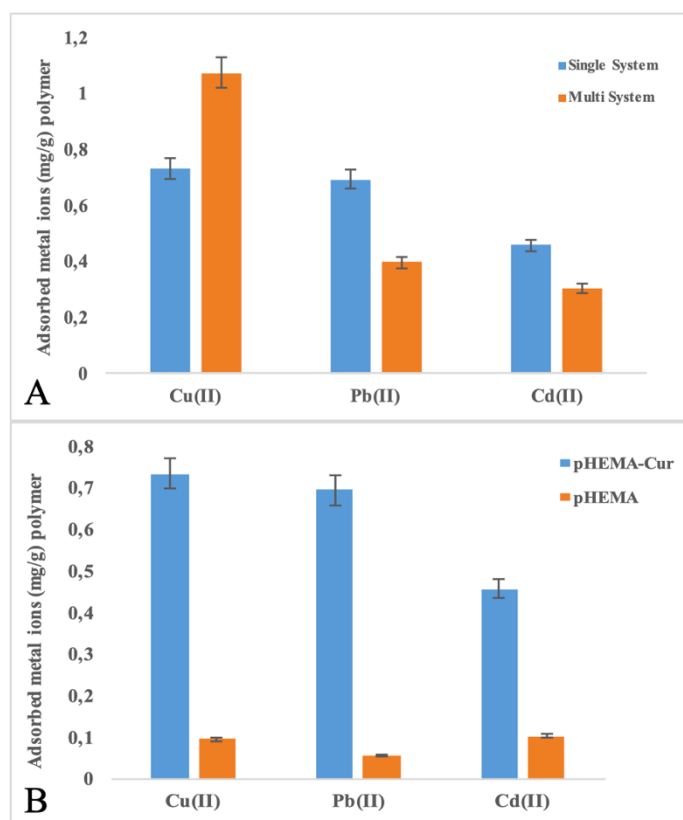 1,2
1
0,8
0,6
0,4
0,2
0
Adsorbed metal ions (mg/g) polymer
Single System
Multi System
Cu(II) Pb(II) Cd(II)
A
0,8
0,7
0,6
0,5
0,4
0,3
0,2
0,1
0
Adsorbed metal ions (mg/g) polymer
pHEMA-Cur
pHEMA
Cu(II) Pb(II) Cd(II)
B